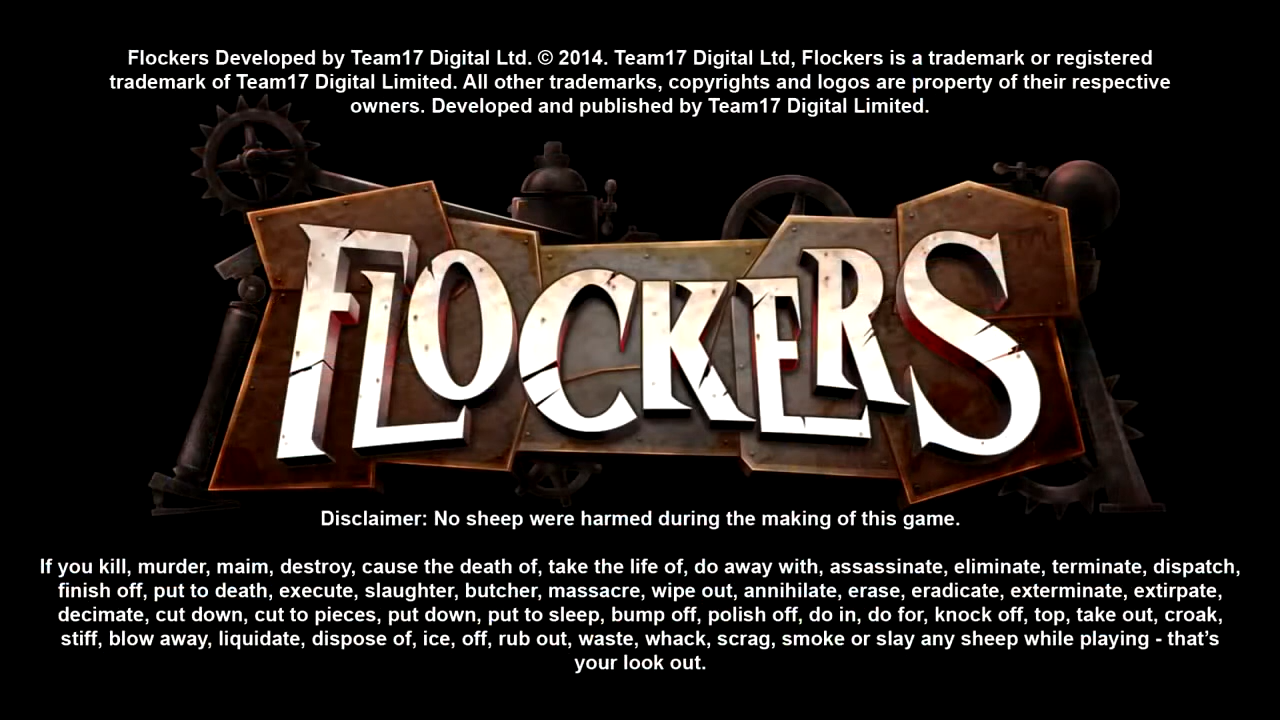 Flockers Developed by Team17 Digital Ltd. © 2014. Team17 Digital Ltd, Flockers is a trademark or registered
trademark of Team17 Digital Limited. All other trademarks, copyrights and logos are property of their respective
owners. Developed and published by Team17 Digital Limited.
FLOCKERS
TM
Disclaimer: No sheep were harmed during the making of this game.
If you kill, murder, maim, destroy, cause the death of, take the life of, do away with, assassinate, eliminate, terminate, dispatch,
finish off, put to death, execute, slaughter, butcher, massacre, wipe out, annihilate, erase, eradicate, exterminate, extirpate,
decimate, cut down, cut to pieces, put down, put to sleep, bump off, polish off, do in, do for, knock off, top, take out, croak,
stiff, blow away, liquidate, dispose of, ice, off, rub out, waste, whack, scrag, smoke or slay any sheep while playing - that’s
your look out.